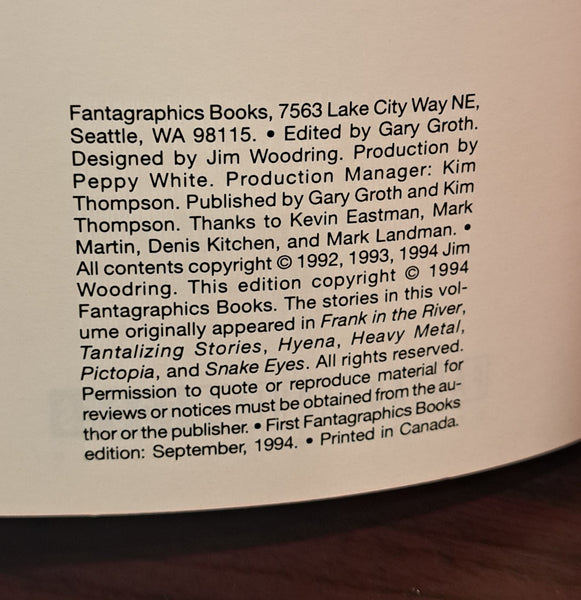 Fantagraphics Books, 7563 Lake City Way NE,
Seattle, WA 98115. • Edited by Gary Groth.
Designed by Jim Woodring. Production by
Peppy White. Production Manager: Kim
Thompson. Published by Gary Groth and Kim
Thompson. Thanks to Kevin Eastman, Mark
Martin, Denis Kitchen, and Mark Landman. •
All contents copyright © 1992, 1993, 1994 Jim
Woodring. This edition copyright © 1994
Fantagraphics Books. The stories in this vol-
ume originally appeared in Frank in the River,
Tantalizing Stories, Hyena, Heavy Metal,
Pictopia, and Snake Eyes. All rights reserved.
Permission to quote or reproduce material for
reviews or notices must be obtained from the au-
thor or the publisher. • First Fantagraphics Books
edition: September, 1994. • Printed in Canada.